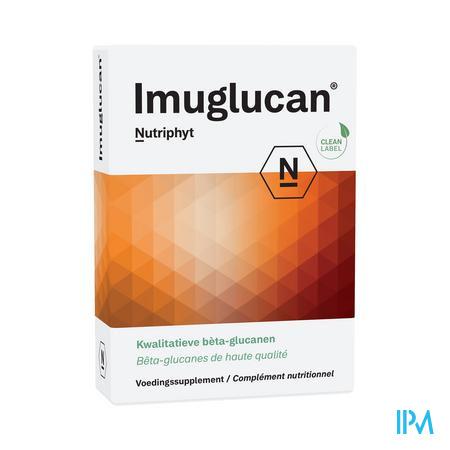 Imuglucan®
Nutriphyt
CLEAN
LABEL
N
Kwalitatieve bèta-glucanen
Bêta-glucanes de haute qualité
Voedingssupplement / Complément nutritionnel
N
IPM